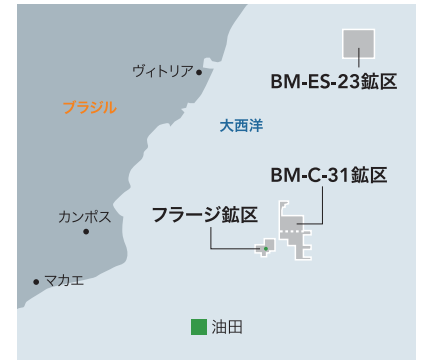 ヴィトリア
BM-ES-23鉱区
ブラジル
大西洋
BM-C-31鉱区
カンポス
フラージ鉱区
マカエ
油田